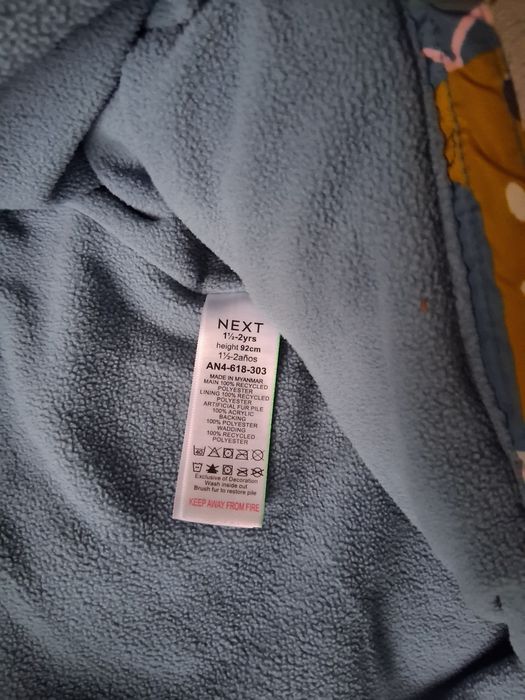 NEXT
1½-2yrs
height 92cm
1½-2años
AN4-618-303
MADE IN MYANMAR
MAIN 100% RECYCLED
POLYESTER
LINING 100% RECYCLED
POLYESTER
ARTIFICIAL FUR PILE
100% ACRYLIC
BACKING
100% POLYESTER
WADDING
100% RECYCLED
POLYESTER
Exclusive of Decoration
Wash inside out
Brush fur to restore pile
KEEP AWAY FROM FIRE